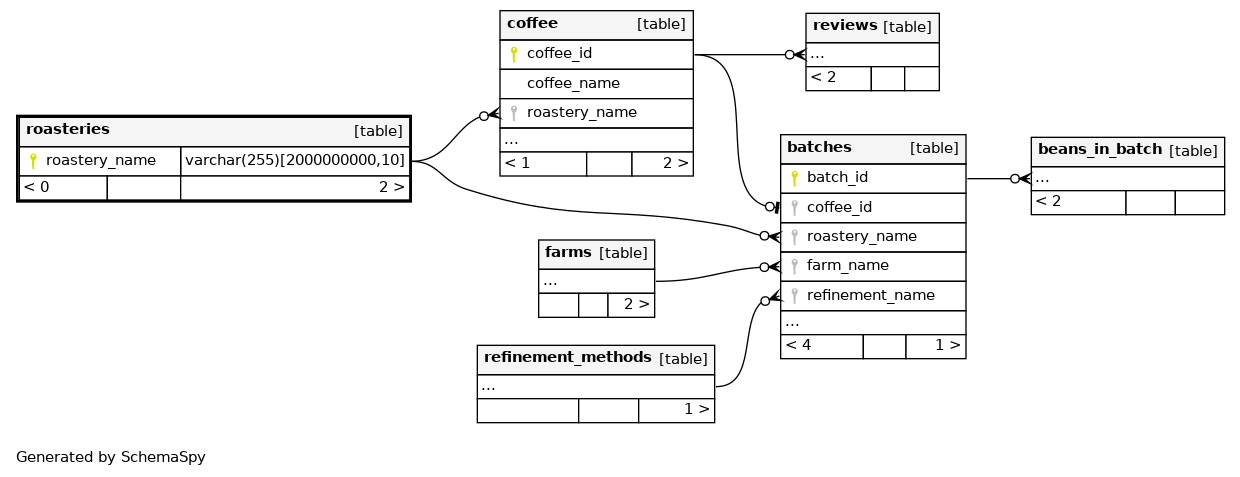 coffee [table]
coffee_id
coffee_name
roastery_name
...
< 1 2 >
reviews [table]
...
< 2
roasteries [table]
roastery_name varchar(255)[2000000000,10]
< 0 2 >
batches [table]
batch_id
coffee_id
roastery_name
farm_name
refinement_name
...
< 4 1 >
beans_in_batch [table]
...
< 2
farms [table]
...
2 >
refinement_methods [table]
...
1 >
Generated by SchemaSpy